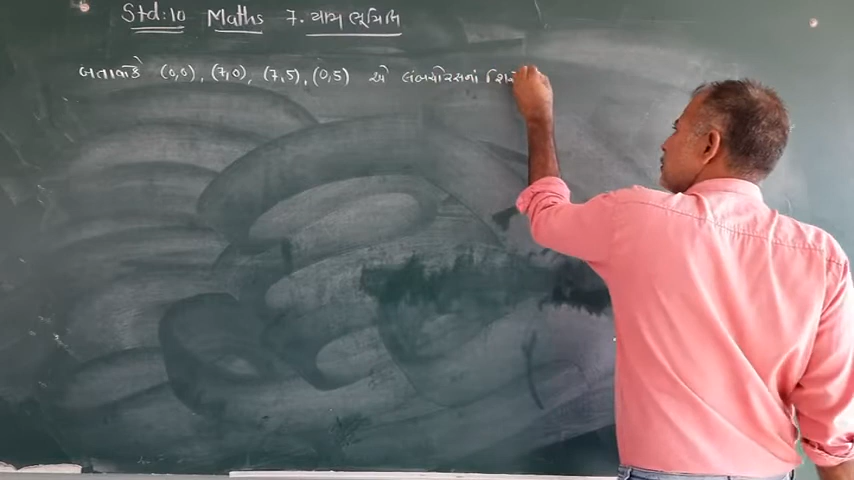 Std:10 Maths 7. યામ ભૂમિતિ
બતાવોકે (0,0), (7,0), (7,5), (0,5) એ લંબચોરસનાં શિર